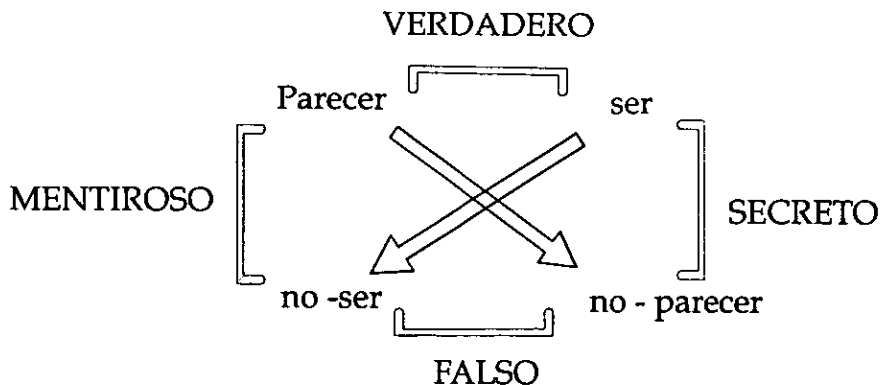 VERDADERO
Parecer ser
MENTIROSO SECRETO
no -ser no - parecer
FALSO